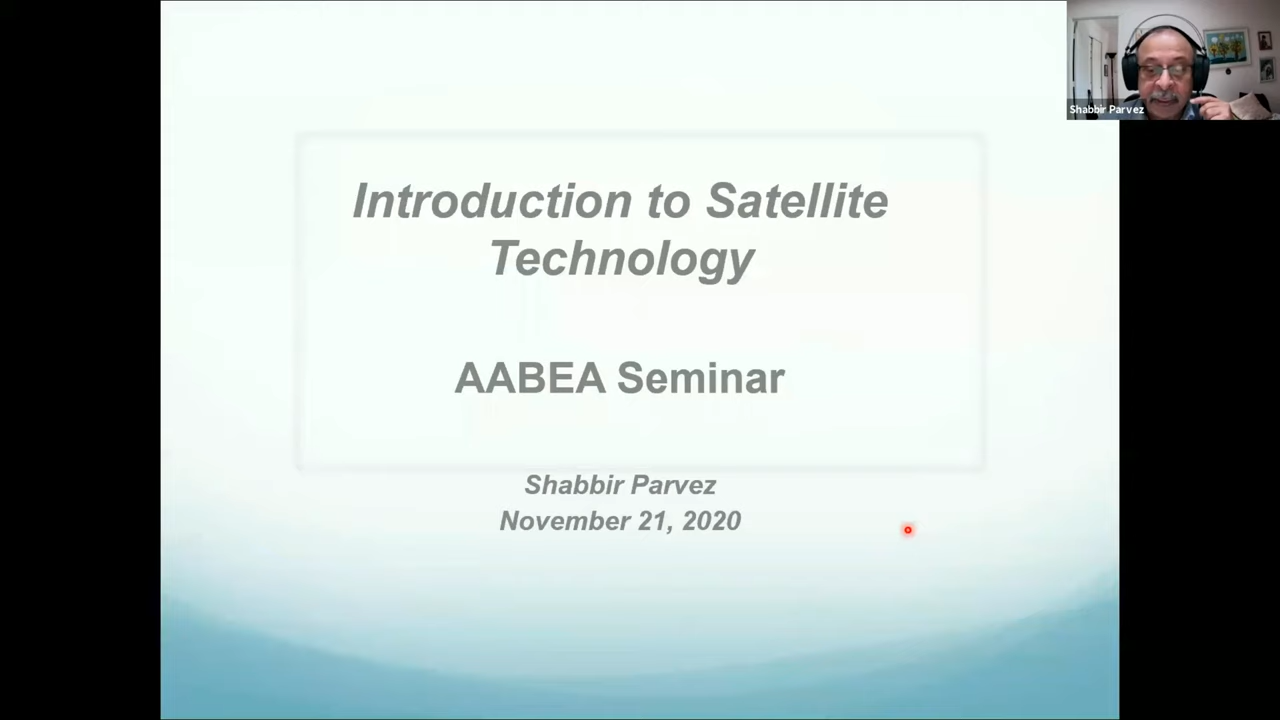 Shabbir Parvez
Introduction to Satellite
Technology
AABEA Seminar
Shabbir Parvez
November 21, 2020